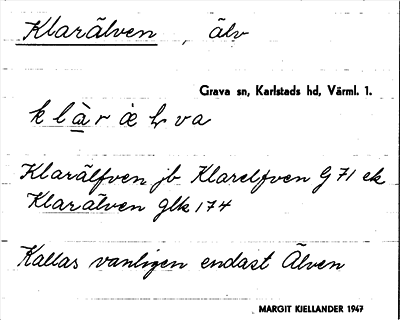 Klarälven, älv
Grava sn, Karlstads hd, Värml. 1.
k l à r æ l v a
Klarälfven jb Klarelfven G 71 ek
Klarälven glk 174
Kallas vanligen endast Älven
MARGIT KJELLANDER 1947